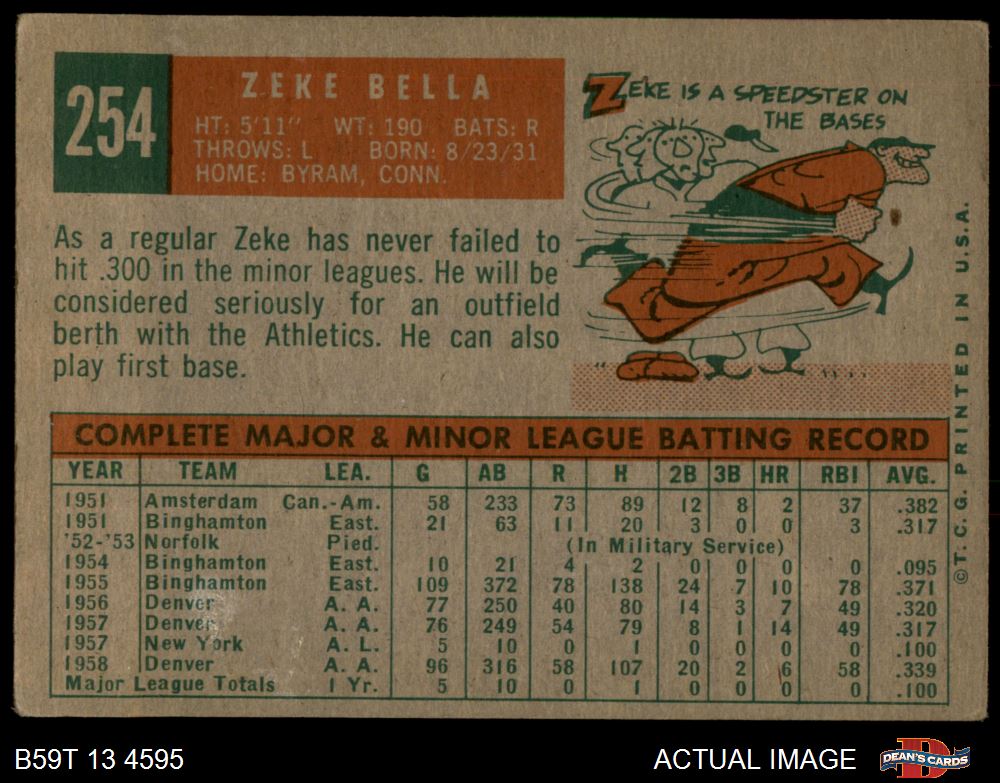 254
ZEKE BELLA
HT: 5'11" WT: 190 BATS: R
THROWS: L BORN: 8/23/31
HOME: BYRAM, CONN.
ZEKE IS A SPEEDSTER ON
THE BASES
As a regular Zeke has never failed to
hit .300 in the minor leagues. He will be
considered seriously for an outfield
berth with the Athletics. He can also
play first base.
COMPLETE MAJOR & MINOR LEAGUE BATTING RECORD
YEAR TEAM LEA. G AB R H 2B 3B HR RBI AVG.
1951 Amsterdam Can.-Am. 58 233 73 89 12 8 2 37 .382
1951 Binghamton East. 21 63 11 20 3 0 0 3 .317
'52-'53 Norfolk Pied. (In Military Service)
1954 Binghamton East. 10 21 4 2 0 0 0 0 .095
1955 Binghamton East. 109 372 78 138 24 7 10 78 .371
1956 Denver A. A. 77 250 40 80 14 3 7 49 .320
1957 Denver A. A. 76 249 54 79 8 1 14 49 .317
1957 New York A. L. 5 10 0 1 0 0 0 0 .100
1958 Denver A. A. 96 316 58 107 20 2 6 58 .339
Major League Totals 1 Yr. 5 10 0 1 0 0 0 0 .100
©T. C. G. PRINTED IN U.S.A.
B59T 13 4595
ACTUAL IMAGE
DEAN'S CARDS